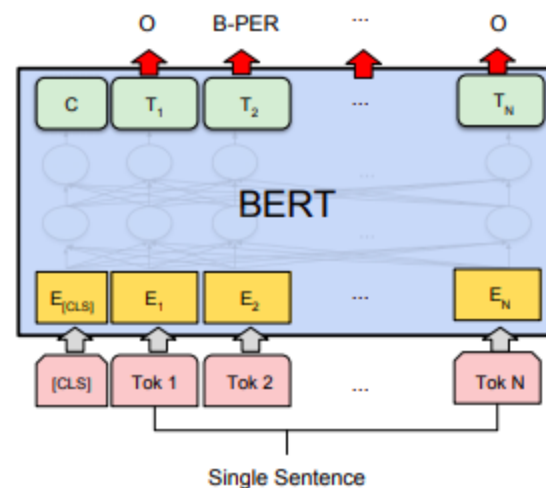 O B-PER ... O
C T1 T2 ... TN
...
BERT
...
E[CLS] E1 E2 ... EN
[CLS] Tok 1 Tok 2 ... Tok N
Single Sentence